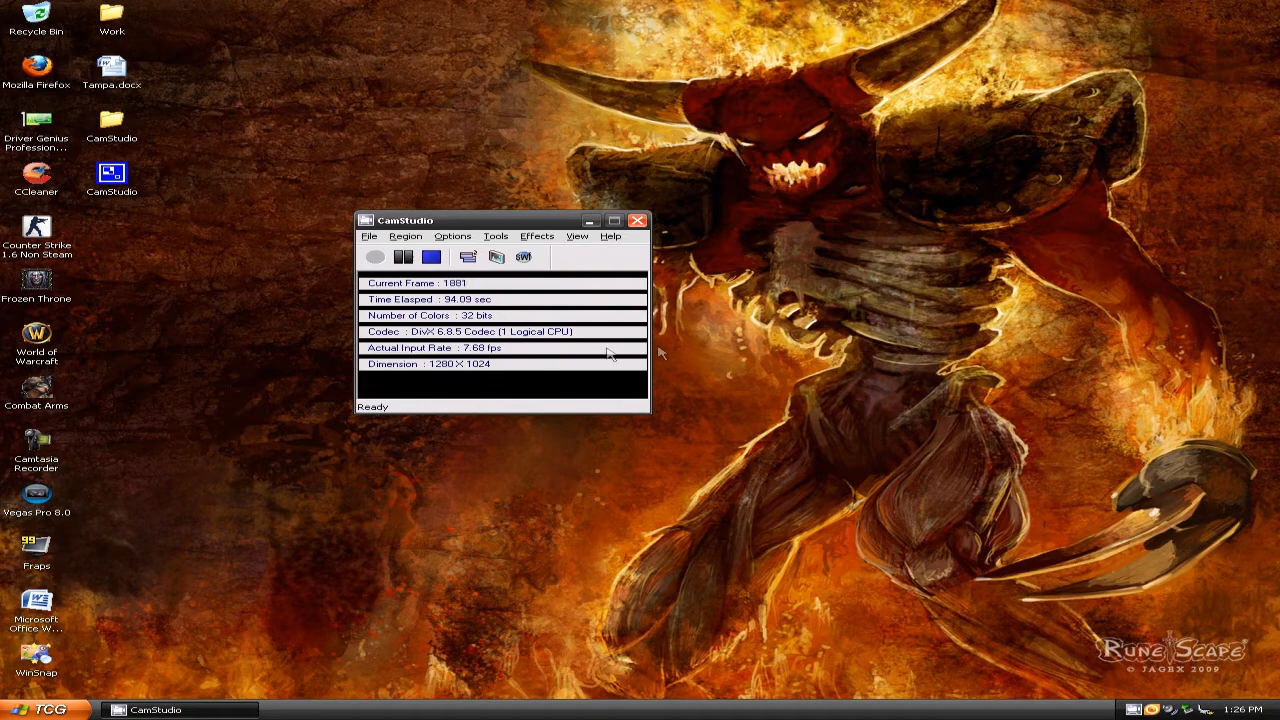 Recycle Bin
Work
Mozilla Firefox
Tampa.docx
Driver Genius
Profession...
CamStudio
CCleaner
CamStudio
Counter Strike
1.6 Non Steam
Frozen Throne
World of
Warcraft
Combat Arms
Camtasia
Recorder
Vegas Pro 8.0
99
Fraps
Microsoft
Office W...
WinSnap
CamStudio
File Region Options Tools Effects View Help
SWF
Current Frame : 1881
Time Elasped : 94.09 sec
Number of Colors : 32 bits
Codec : DivX 6.8.5 Codec (1 Logical CPU)
Actual Input Rate : 7.68 fps
Dimension : 1280 X 1024
Ready
RUNESCAPE
© JAGEX 2009
TCG
CamStudio
1:26 PM